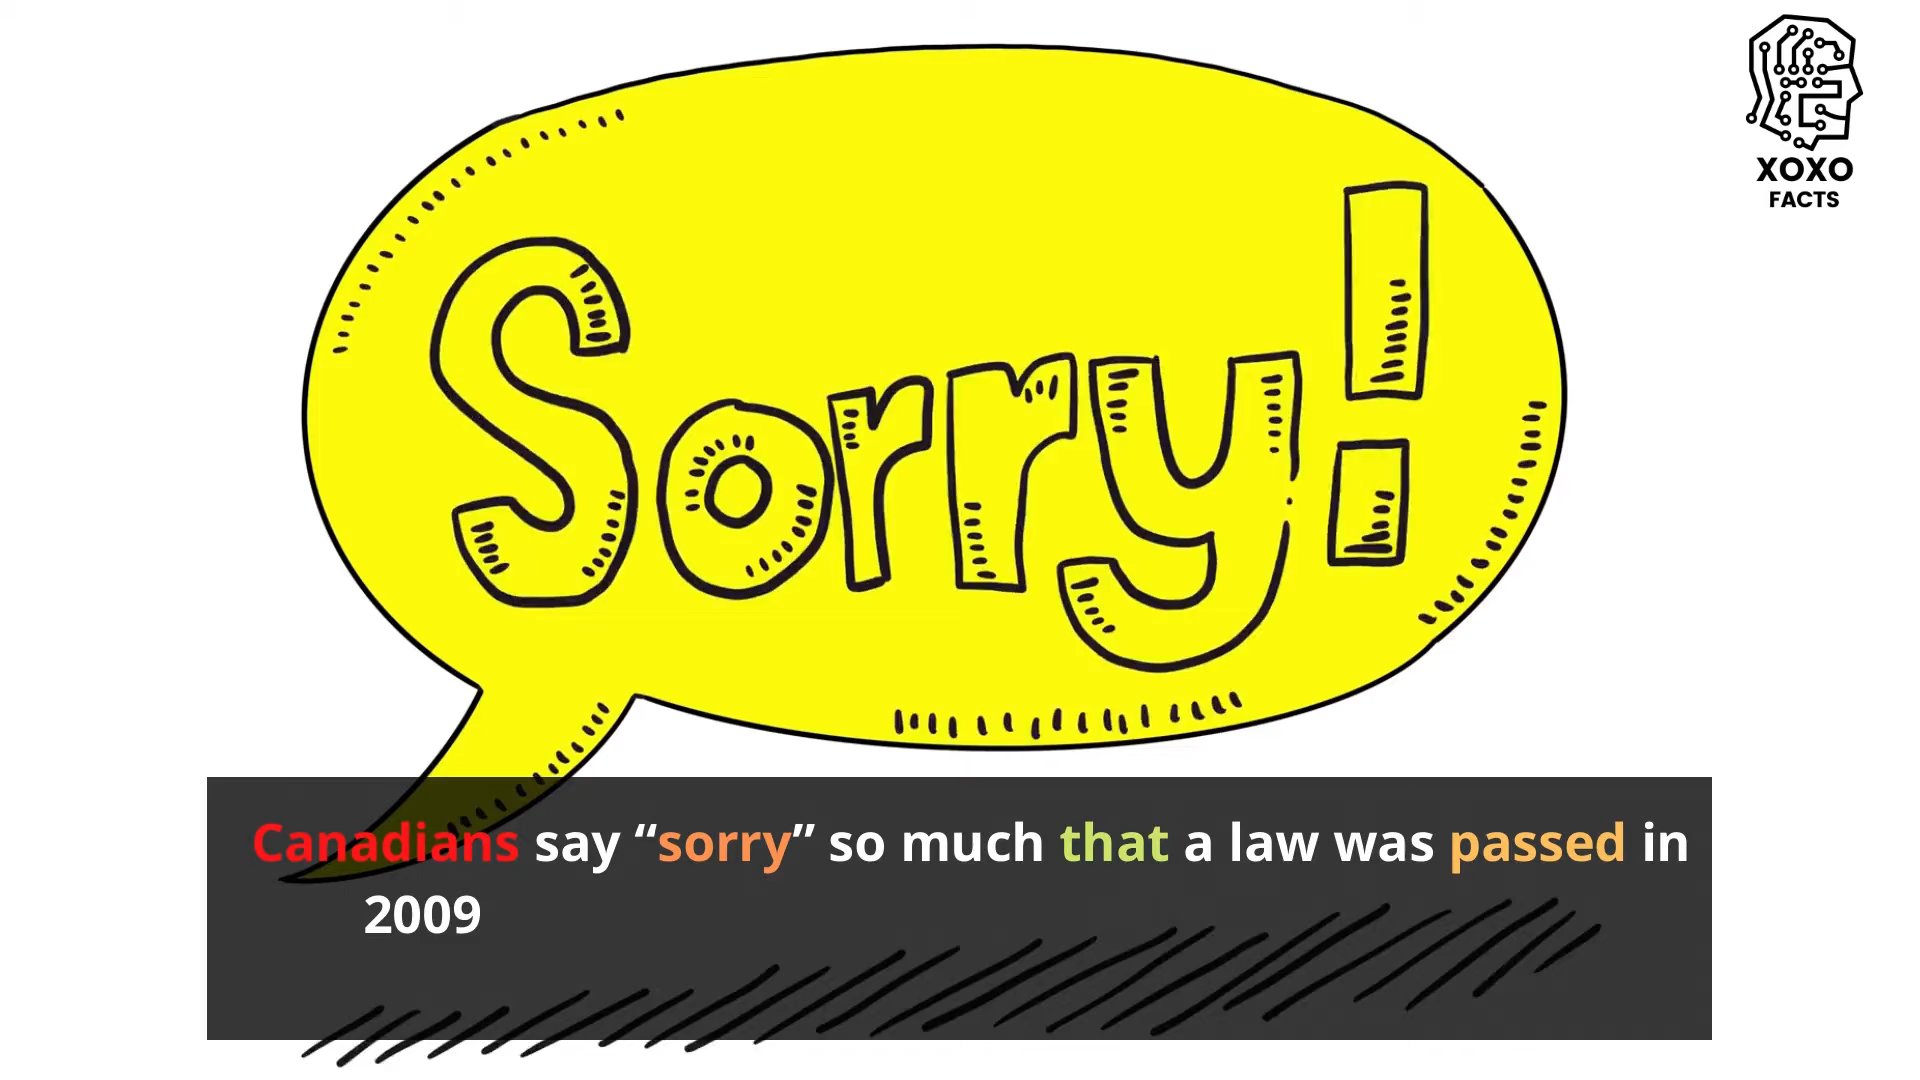 XOXO
FACTS
Sorry!
Canadians say “sorry” so much that a law was passed in
2009